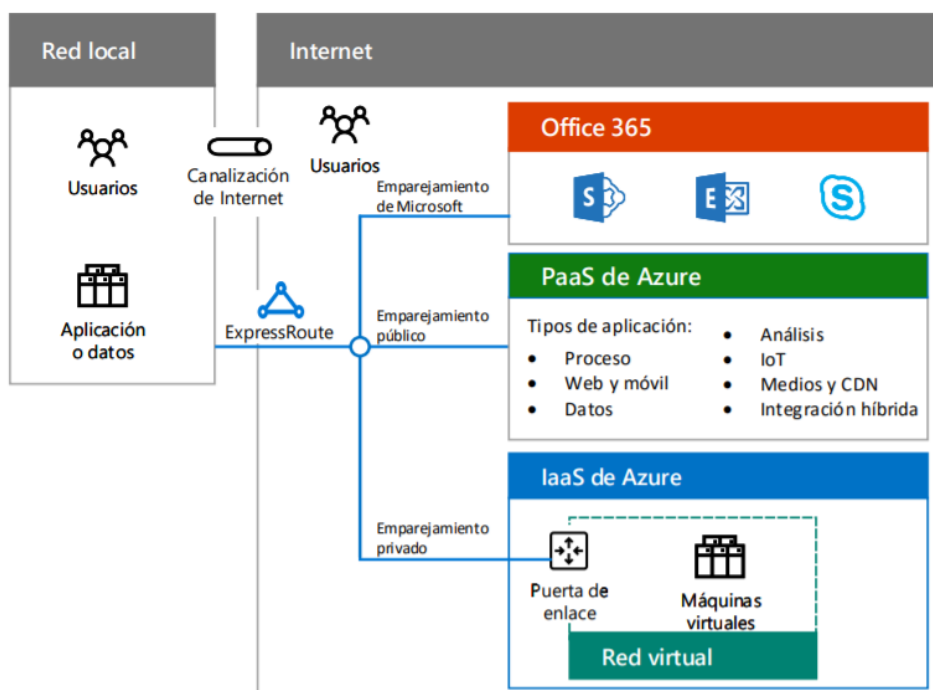 Red local
Internet
Usuarios
Canalización
de Internet
Usuarios
Aplicación
o datos
ExpressRoute
Emparejamiento
de Microsoft
Emparejamiento
público
Emparejamiento
privado
Office 365
S
E
S
PaaS de Azure
Tipos de aplicación:
• Proceso
• Web y móvil
• Datos
• Análisis
• IoT
• Medios y CDN
• Integración híbrida
IaaS de Azure
Puerta de
enlace
Máquinas
virtuales
Red virtual